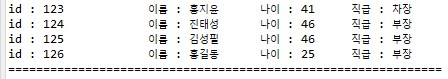 id : 123 이름 : 홍지윤 나이 : 41 직급 : 차장
id : 124 이름 : 진태성 나이 : 46 직급 : 부장
id : 125 이름 : 김성필 나이 : 46 직급 : 부장
id : 126 이름 : 홍길동 나이 : 25 직급 : 부장
==============================================================